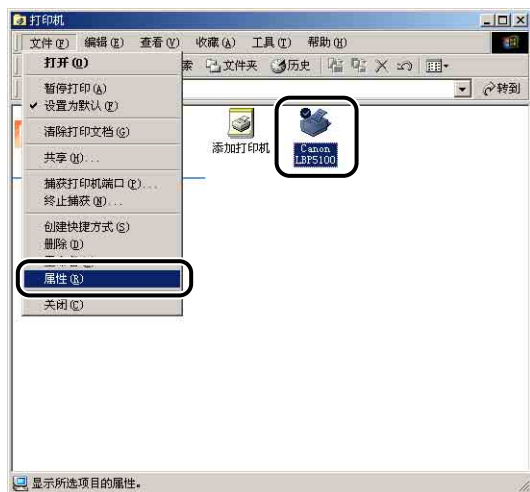 打印机
文件(F) 编辑(E) 查看(V) 收藏(A) 工具(T) 帮助(H)
索 文件夹 历史
转到
打开(O)
暂停打印(A)
设置为默认(F)
清除打印文档(G)
共享(H)...
捕获打印机端口(P)...
终止捕获(N)...
创建快捷方式(S)
删除(D)
属性(R)
关闭(C)
添加打印机
Canon
LBP5100
显示所选项目的属性。